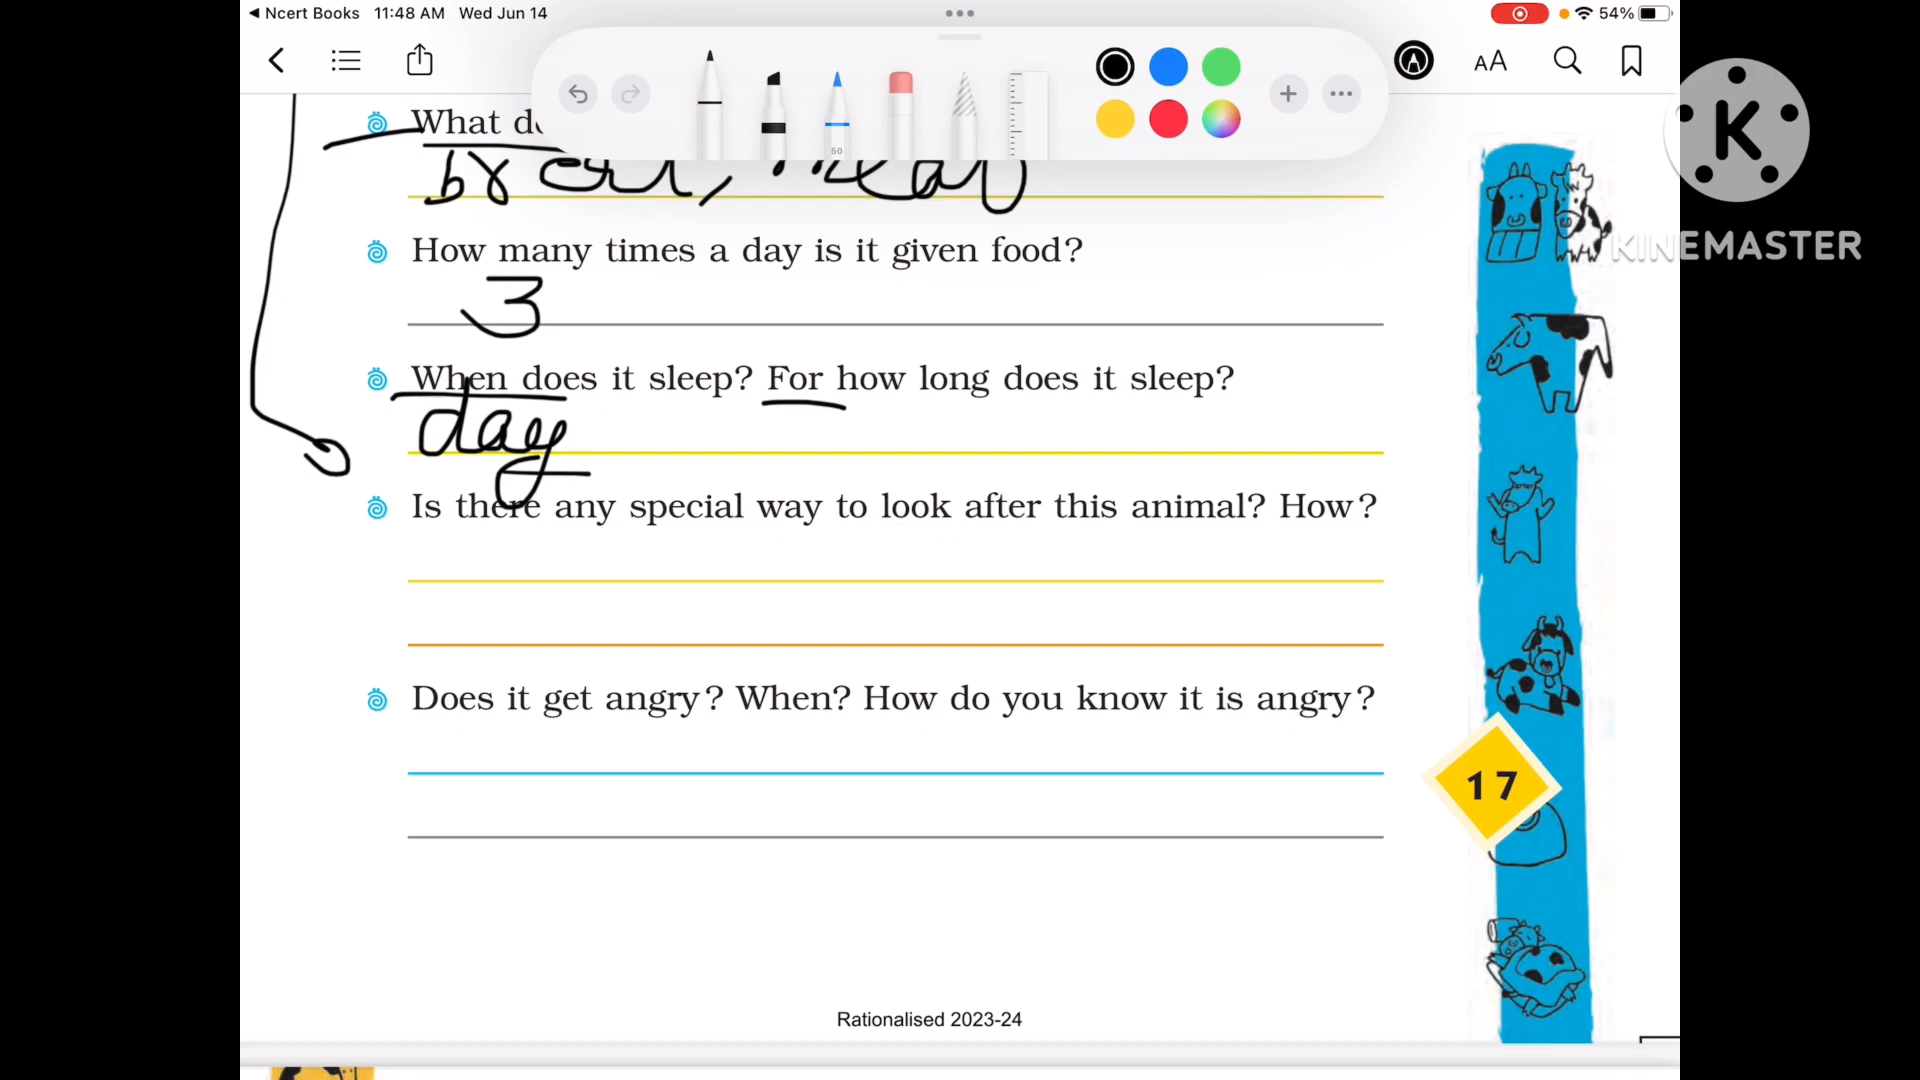 Ncert Books 11:48 AM Wed Jun 14 54%
AA
50
What
How many times a day is it given food?
3
When does it sleep? For how long does it sleep?
day
Is there any special way to look after this animal? How?
Does it get angry? When? How do you know it is angry?
17
Rationalised 2023-24
K
KINEMASTER